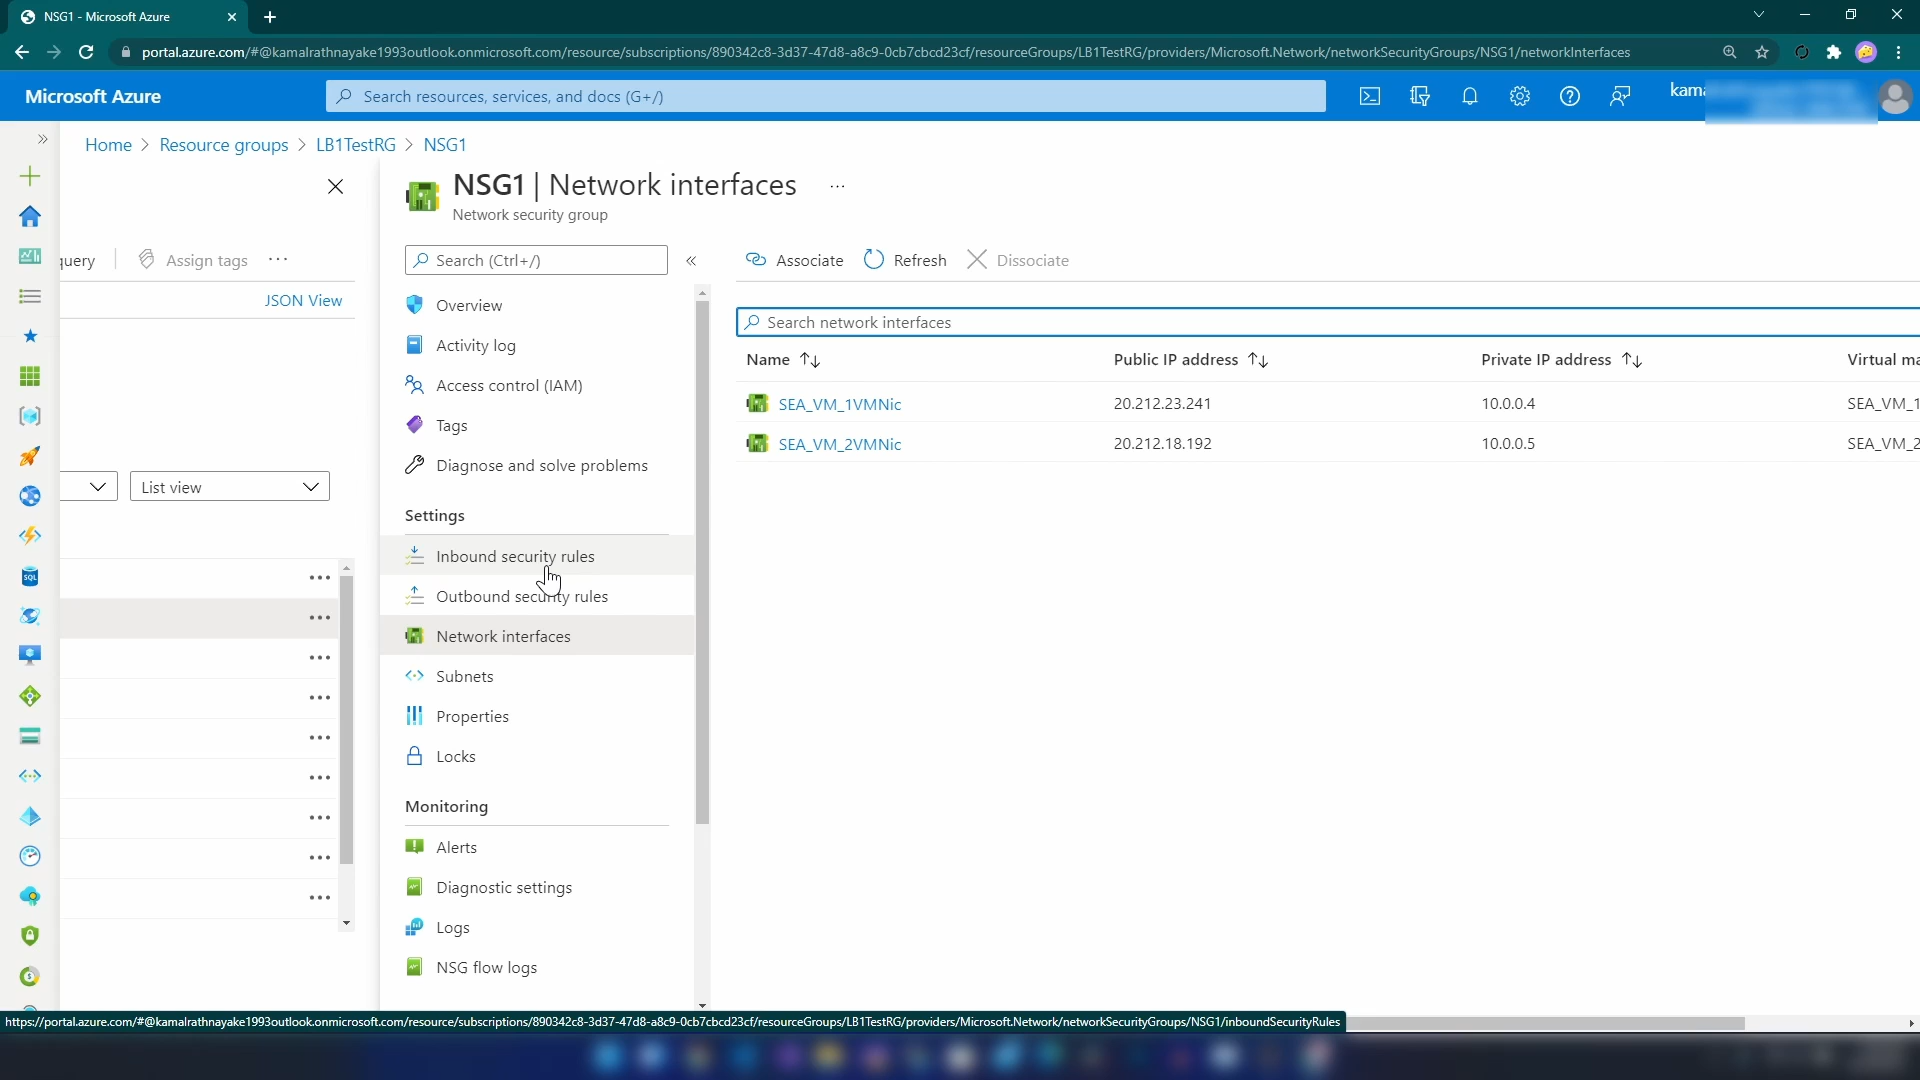 NSG1 - Microsoft Azure
portal.azure.com/#@kamalrathnayake1993outlook.onmicrosoft.com/resource/subscriptions/890342c8-3d37-47d8-a8c9-0cb7cbcd23cf/resourceGroups/LB1TestRG/providers/Microsoft.Network/networkSecurityGroups/NSG1/networkInterfaces
Microsoft Azure
Search resources, services, and docs (G+/)
kama
Home > Resource groups > LB1TestRG > NSG1
NSG1 | Network interfaces ...
Network security group
query
Assign tags
JSON View
List view
Search (Ctrl+/)
Overview
Activity log
Access control (IAM)
Tags
Diagnose and solve problems
Settings
Inbound security rules
Outbound security rules
Network interfaces
Subnets
Properties
Locks
Monitoring
Alerts
Diagnostic settings
Logs
NSG flow logs
Associate Refresh Dissociate
Search network interfaces
Name Public IP address Private IP address Virtual ma
SEA_VM_1VMNic 20.212.23.241 10.0.0.4 SEA_VM_1
SEA_VM_2VMNic 20.212.18.192 10.0.0.5 SEA_VM_2
https://portal.azure.com/#@kamalrathnayake1993outlook.onmicrosoft.com/resource/subscriptions/890342c8-3d37-47d8-a8c9-0cb7cbcd23cf/resourceGroups/LB1TestRG/providers/Microsoft.Network/networkSecurityGroups/NSG1/inboundSecurityRules